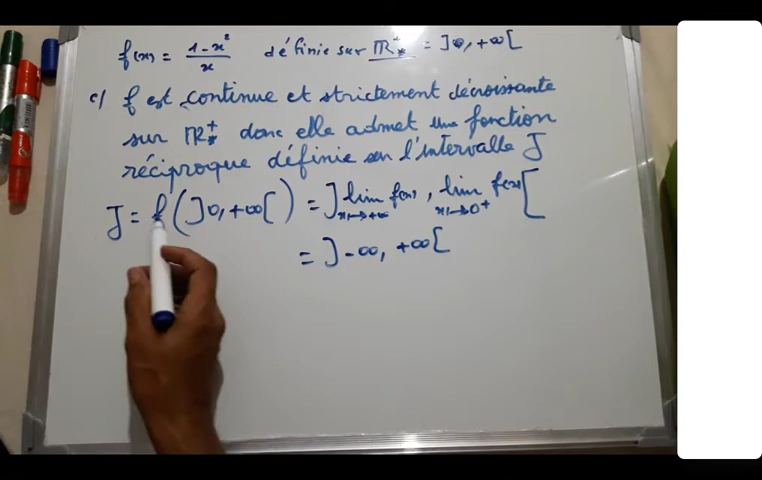 f(x) = 1-x² / x définie sur ℝ*⁺ = ]0, +∞[
c/ f est continue et strictement décroissante
sur ℝ*⁺ donc elle admet une fonction
réciproque définie sur l'intervalle J
J = f(]0, +∞[) = ]lim x→+∞ f(x), lim x→0⁺ f(x)[
= ]-∞, +∞[